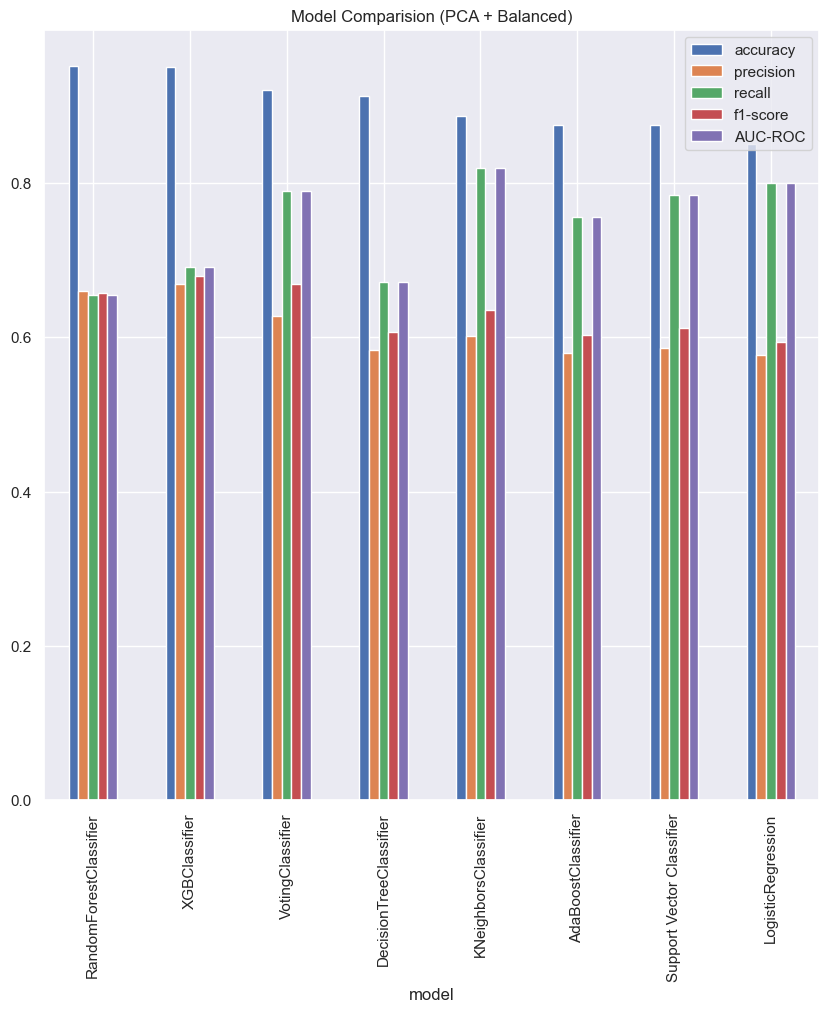 Model Comparision (PCA + Balanced)
accuracy
precision
recall
f1-score
AUC-ROC
0.8
0.6
0.4
0.2
0.0
RandomForestClassifier
XGBClassifier
VotingClassifier
DecisionTreeClassifier
KNeighborsClassifier
AdaBoostClassifier
Support Vector Classifier
LogisticRegression
model